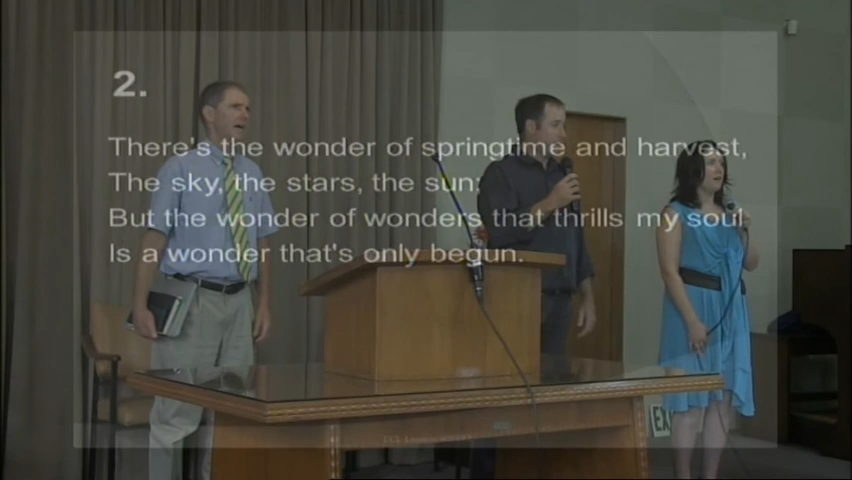 2.
There's the wonder of springtime and harvest,
The sky, the stars, the sun;
But the wonder of wonders that thrills my soul
Is a wonder that's only begun.
EX